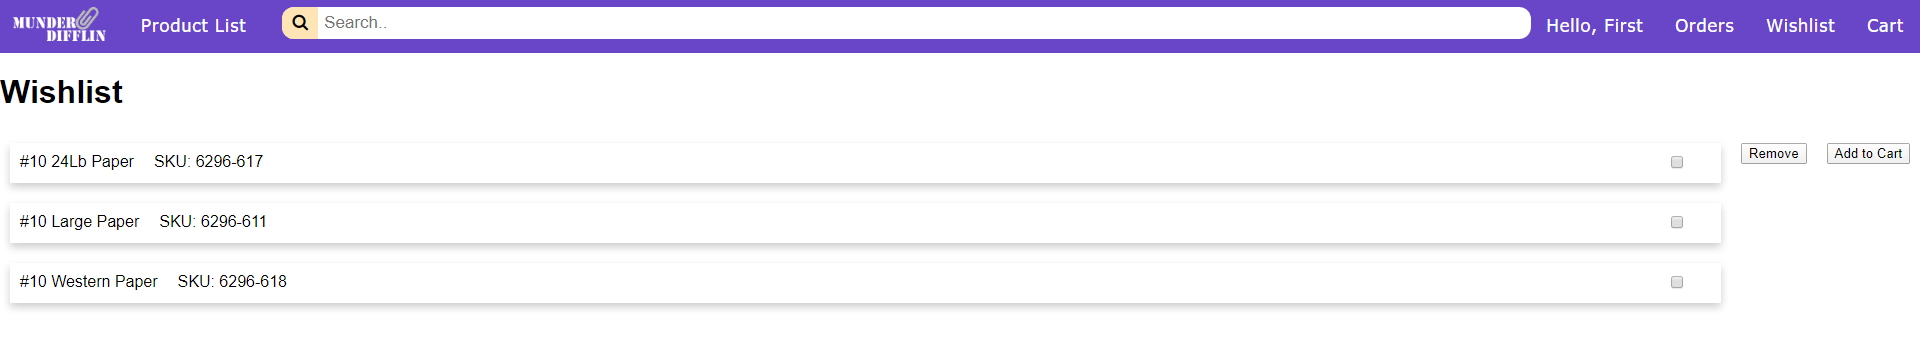 MUNDER DIFFLIN
Product List
Search..
Hello, First
Orders
Wishlist
Cart
Wishlist
#10 24Lb Paper SKU: 6296-617
Remove
Add to Cart
#10 Large Paper SKU: 6296-611
#10 Western Paper SKU: 6296-618